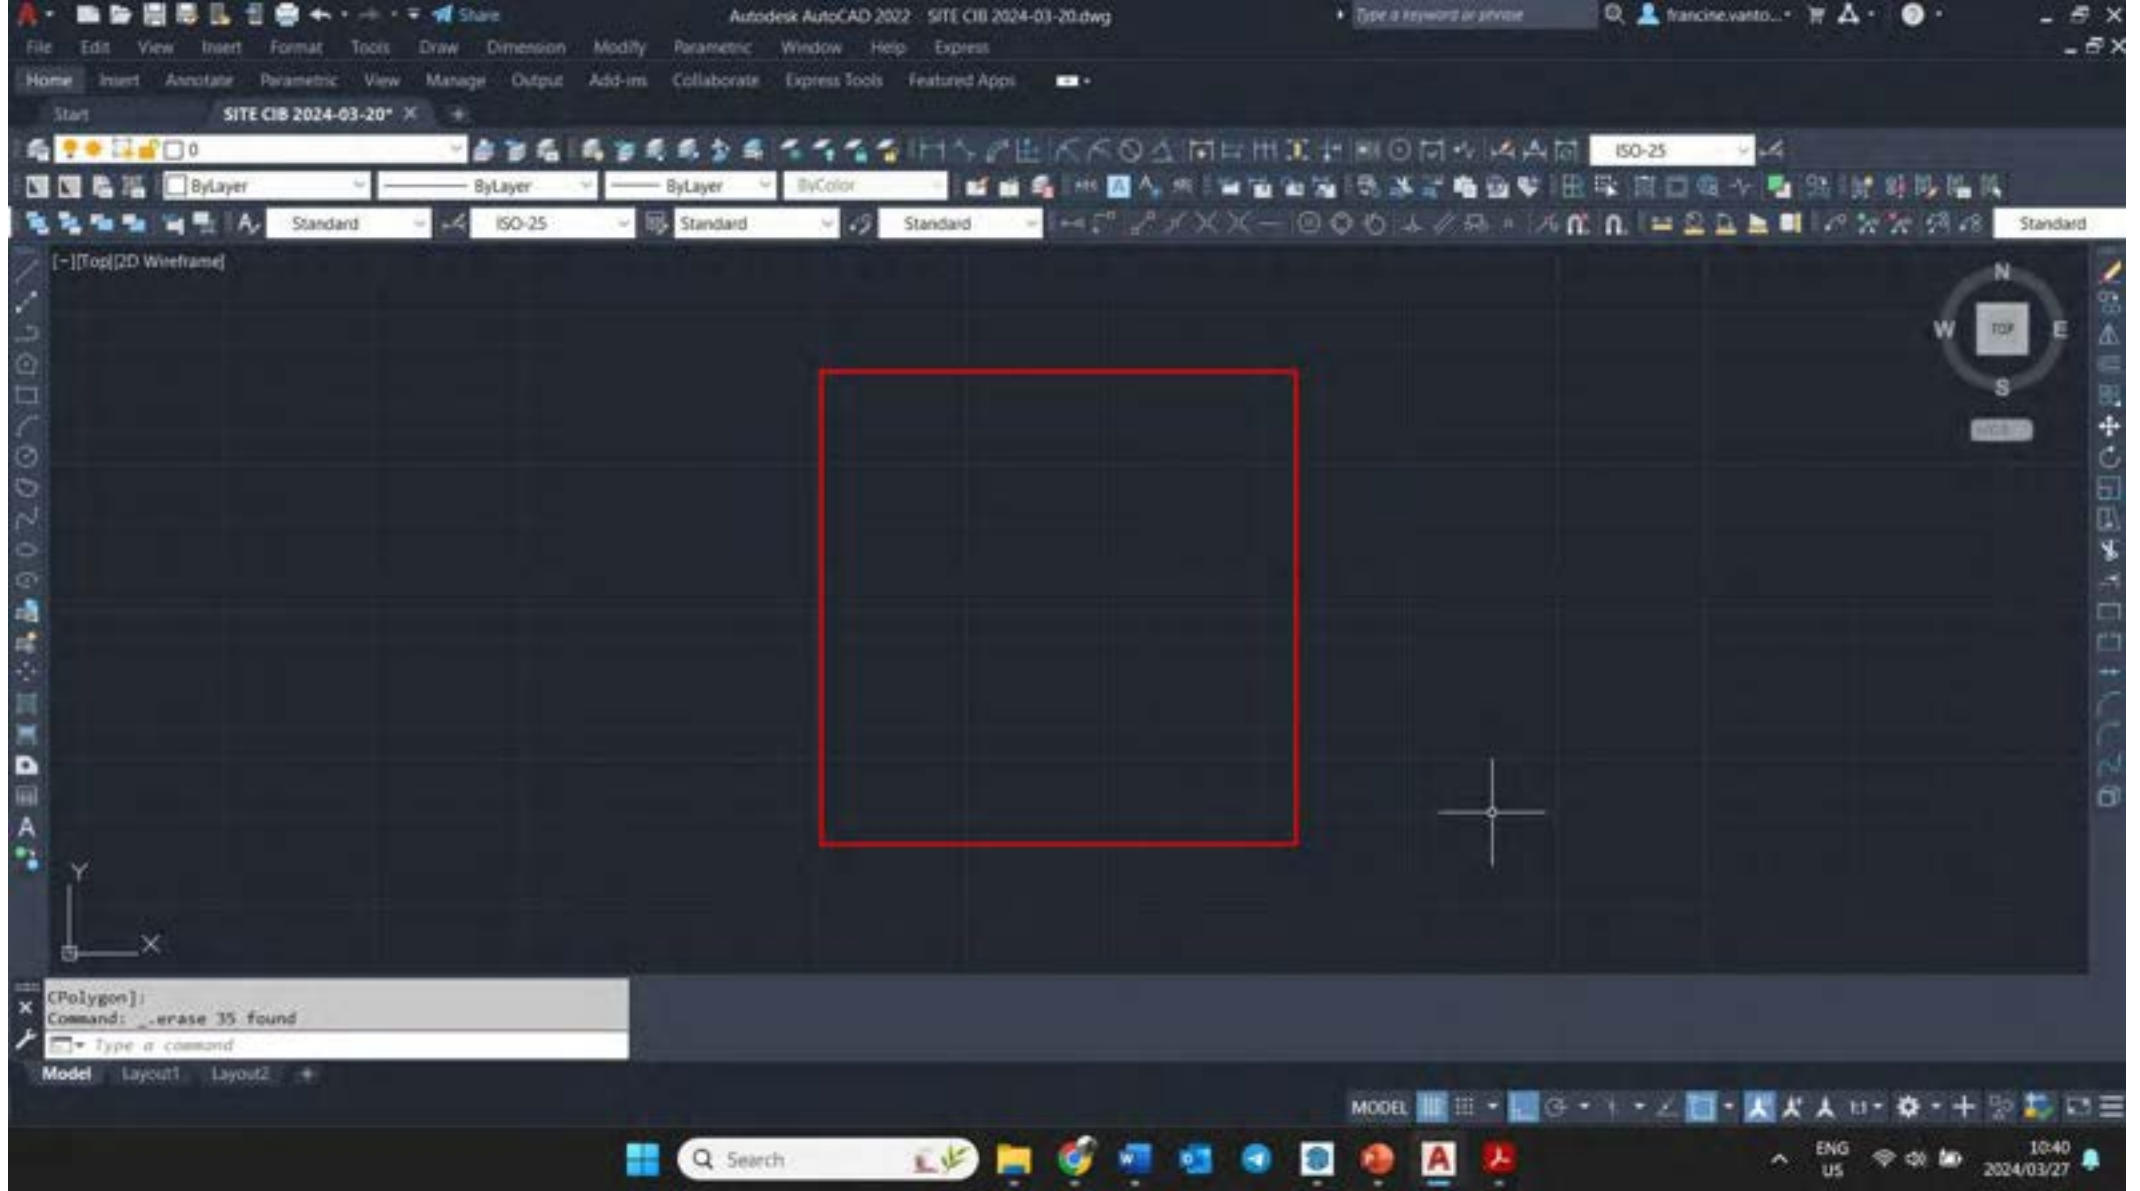 Share
Autodesk AutoCAD 2022 SITE CIB 2024-03-20.dwg
Type a keyword or phrase
francine.vanto...
File Edit View Insert Format Tools Draw Dimension Modify Parametric Window Help Express
Home Insert Annotate Parametric View Manage Output Add-ins Collaborate Express Tools Featured Apps
Start SITE CIB 2024-03-20*
0
ISO-25
ByLayer ByLayer ByLayer ByColor
Standard ISO-25 Standard Standard Standard
[−][Top][2D Wireframe]
N
W TOP E
S
Y
X
CPolygon]:
Command: _.erase 35 found
Type a command
Model Layout1 Layout2 +
MODEL 1:1
Search
ENG
US
10:40
2024/03/27